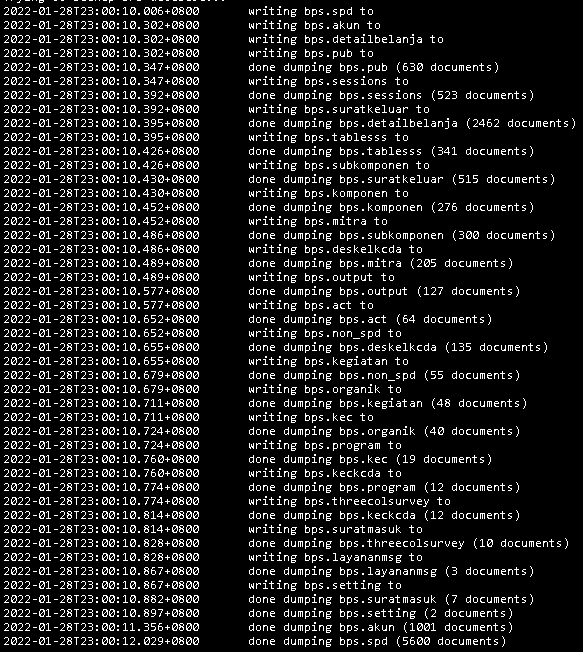 2022-01-28T23:00:10.006+0800 writing bps.spd to
2022-01-28T23:00:10.302+0800 writing bps.akun to
2022-01-28T23:00:10.302+0800 writing bps.detailbelanja to
2022-01-28T23:00:10.302+0800 writing bps.pub to
2022-01-28T23:00:10.347+0800 done dumping bps.pub (630 documents)
2022-01-28T23:00:10.347+0800 writing bps.sessions to
2022-01-28T23:00:10.392+0800 done dumping bps.sessions (523 documents)
2022-01-28T23:00:10.392+0800 writing bps.suratkeluar to
2022-01-28T23:00:10.395+0800 done dumping bps.detailbelanja (2462 documents)
2022-01-28T23:00:10.395+0800 writing bps.tablesss to
2022-01-28T23:00:10.426+0800 done dumping bps.tablesss (341 documents)
2022-01-28T23:00:10.426+0800 writing bps.subkomponen to
2022-01-28T23:00:10.430+0800 done dumping bps.suratkeluar (515 documents)
2022-01-28T23:00:10.430+0800 writing bps.komponen to
2022-01-28T23:00:10.452+0800 done dumping bps.komponen (276 documents)
2022-01-28T23:00:10.452+0800 writing bps.mitra to
2022-01-28T23:00:10.486+0800 done dumping bps.subkomponen (300 documents)
2022-01-28T23:00:10.486+0800 writing bps.deskelkcda to
2022-01-28T23:00:10.489+0800 done dumping bps.mitra (205 documents)
2022-01-28T23:00:10.489+0800 writing bps.output to
2022-01-28T23:00:10.577+0800 done dumping bps.output (127 documents)
2022-01-28T23:00:10.577+0800 writing bps.act to
2022-01-28T23:00:10.652+0800 done dumping bps.act (64 documents)
2022-01-28T23:00:10.652+0800 writing bps.non_spd to
2022-01-28T23:00:10.655+0800 done dumping bps.deskelkcda (135 documents)
2022-01-28T23:00:10.655+0800 writing bps.kegiatan to
2022-01-28T23:00:10.679+0800 done dumping bps.non_spd (55 documents)
2022-01-28T23:00:10.679+0800 writing bps.organik to
2022-01-28T23:00:10.711+0800 done dumping bps.kegiatan (48 documents)
2022-01-28T23:00:10.711+0800 writing bps.kec to
2022-01-28T23:00:10.724+0800 done dumping bps.organik (40 documents)
2022-01-28T23:00:10.724+0800 writing bps.program to
2022-01-28T23:00:10.760+0800 done dumping bps.kec (19 documents)
2022-01-28T23:00:10.760+0800 writing bps.keckcda to
2022-01-28T23:00:10.774+0800 done dumping bps.program (12 documents)
2022-01-28T23:00:10.774+0800 writing bps.threecolsurvey to
2022-01-28T23:00:10.814+0800 done dumping bps.keckcda (12 documents)
2022-01-28T23:00:10.814+0800 writing bps.suratmasuk to
2022-01-28T23:00:10.828+0800 done dumping bps.threecolsurvey (10 documents)
2022-01-28T23:00:10.828+0800 writing bps.layananmsg to
2022-01-28T23:00:10.867+0800 done dumping bps.layananmsg (3 documents)
2022-01-28T23:00:10.867+0800 writing bps.setting to
2022-01-28T23:00:10.882+0800 done dumping bps.suratmasuk (7 documents)
2022-01-28T23:00:10.897+0800 done dumping bps.setting (2 documents)
2022-01-28T23:00:11.356+0800 done dumping bps.akun (1001 documents)
2022-01-28T23:00:12.029+0800 done dumping bps.spd (5600 documents)